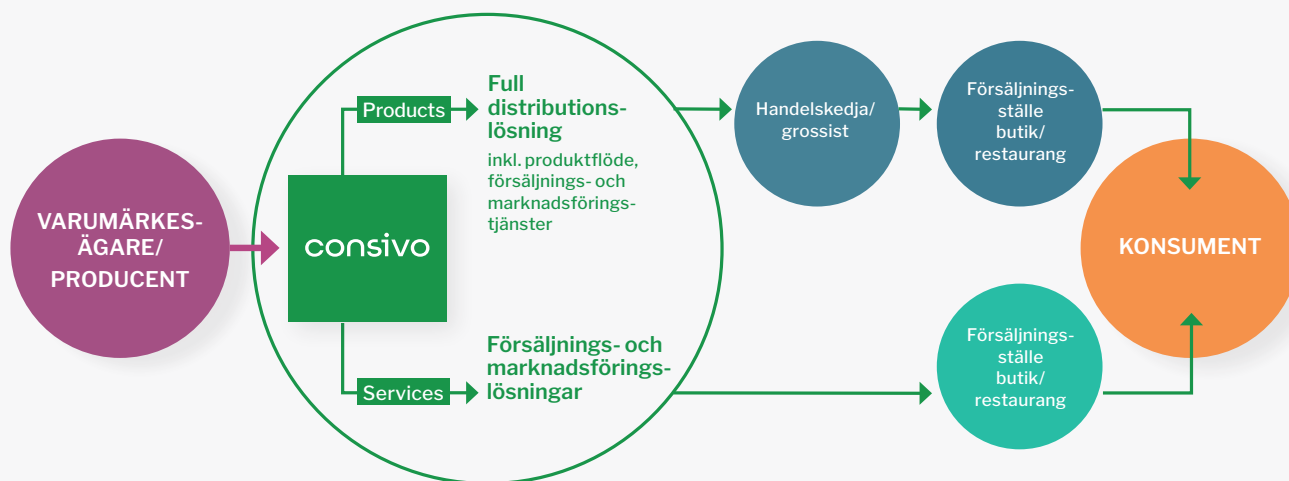 VARUMÄRKES-
ÄGARE/
PRODUCENT
consivo
Products
Full
distributions-
lösning
inkl. produktflöde,
försäljnings- och
marknadsförings-
tjänster
Services
Försäljnings- och
marknadsförings-
lösningar
Handelskedja/
grossist
Försäljnings-
ställe
butik/
restaurang
Försäljnings-
ställe
butik/
restaurang
KONSUMENT